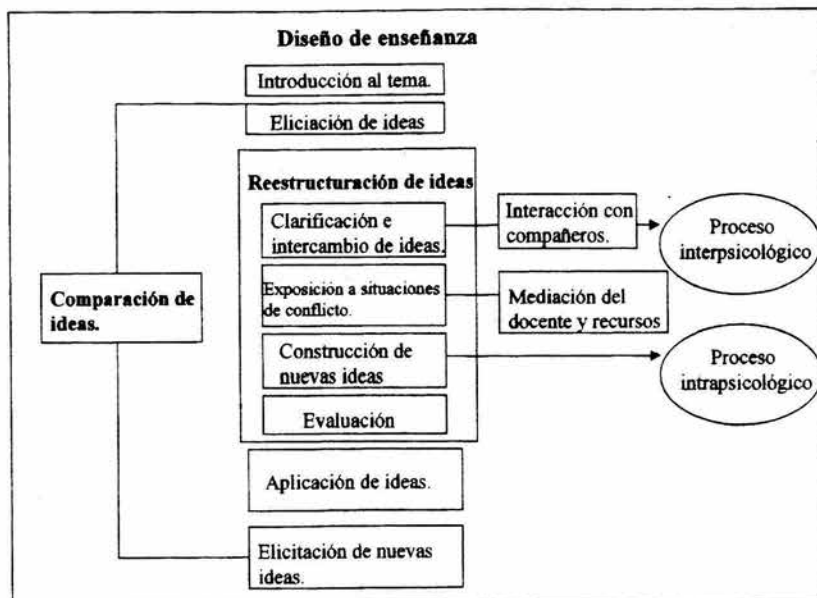 Diseño de enseñanza
Introducción al tema.
Eliciación de ideas
Reestructuración de ideas
Clarificación e
intercambio de ideas.
Interacción con
compañeros.
Proceso
interpsicológico
Exposición a situaciones
de conflicto.
Mediación del
docente y recursos
Comparación de
ideas.
Construcción de
nuevas ideas
Proceso
intrapsicológico
Evaluación
Aplicación de ideas.
Elicitación de nuevas
ideas.